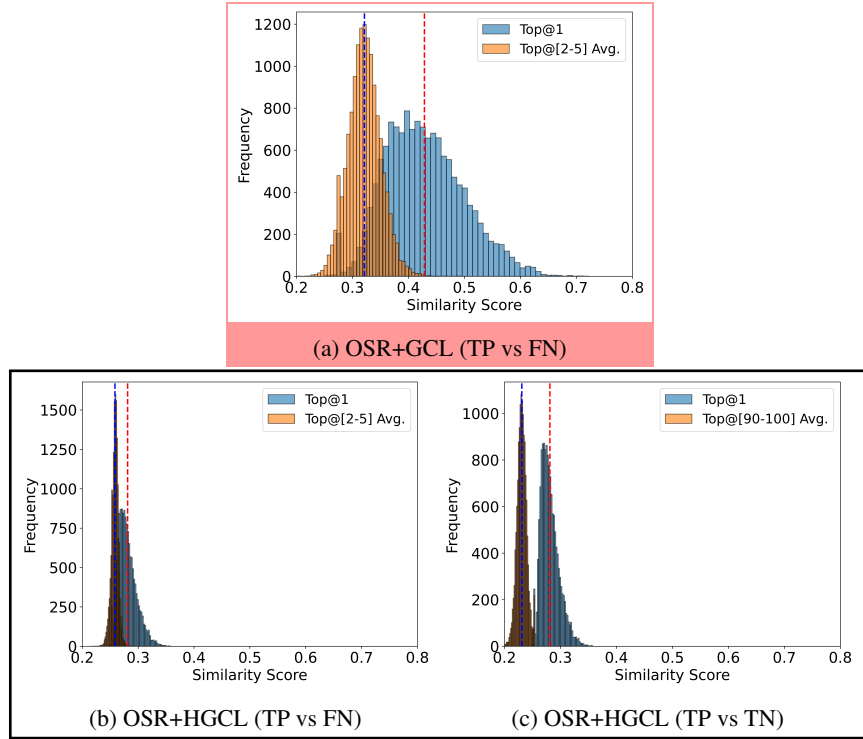 1200
1000
800
600
400
200
0
Frequency
Top@1
Top@[2-5] Avg.
0.2 0.3 0.4 0.5 0.6 0.7 0.8
Similarity Score
(a) OSR+GCL (TP vs FN)
1500
1250
1000
750
500
250
0
Frequency
Top@1
Top@[2-5] Avg.
0.2 0.3 0.4 0.5 0.6 0.7 0.8
Similarity Score
(b) OSR+HGCL (TP vs FN)
1000
800
600
400
200
0
Frequency
Top@1
Top@[90-100] Avg.
0.2 0.3 0.4 0.5 0.6 0.7 0.8
Similarity Score
(c) OSR+HGCL (TP vs TN)